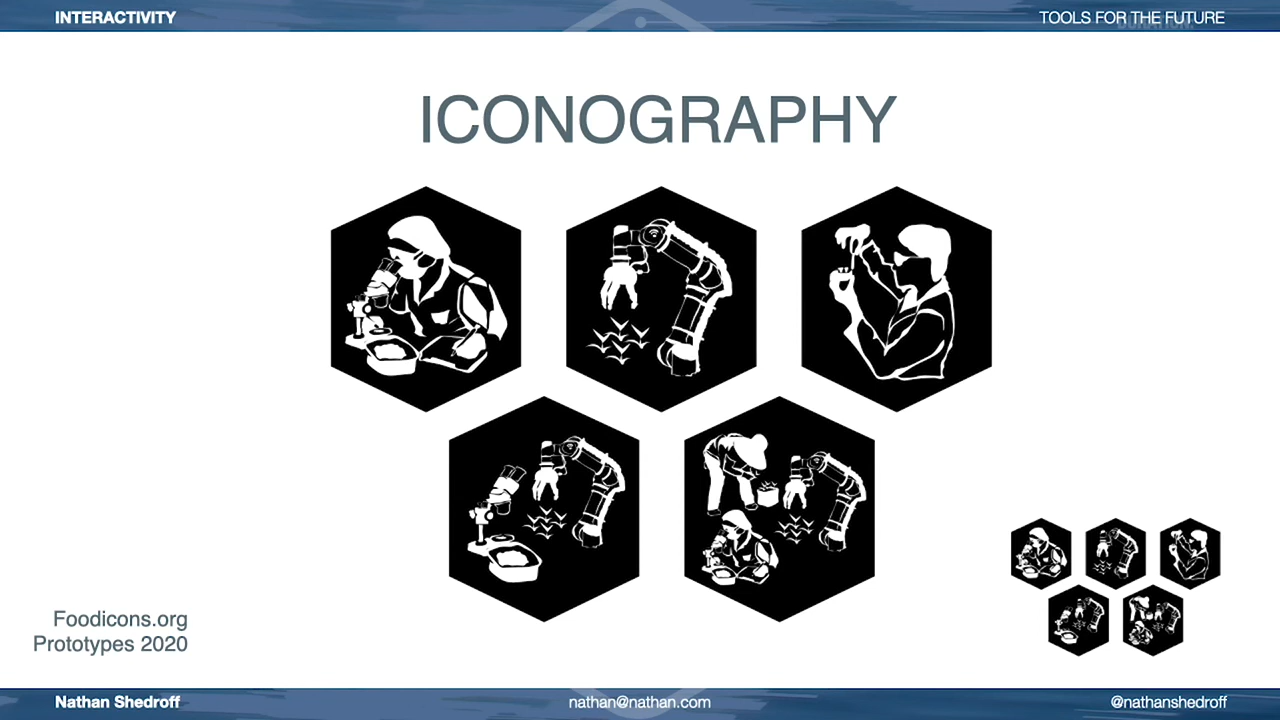 INTERACTIVITY
TOOLS FOR THE FUTURE
ICONOGRAPHY
Foodicons.org
Prototypes 2020
Nathan Shedroff
nathan@nathan.com
@nathanshedroff